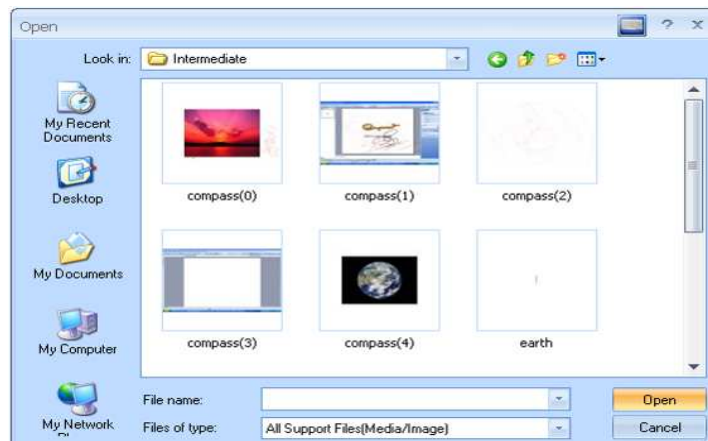 Open
Look in:
Intermediate
My Recent
Documents
Desktop
My Documents
My Computer
My Network
compass(0)
compass(1)
compass(2)
compass(3)
compass(4)
earth
File name:
Open
Files of type:
All Support Files(Media/Image)
Cancel